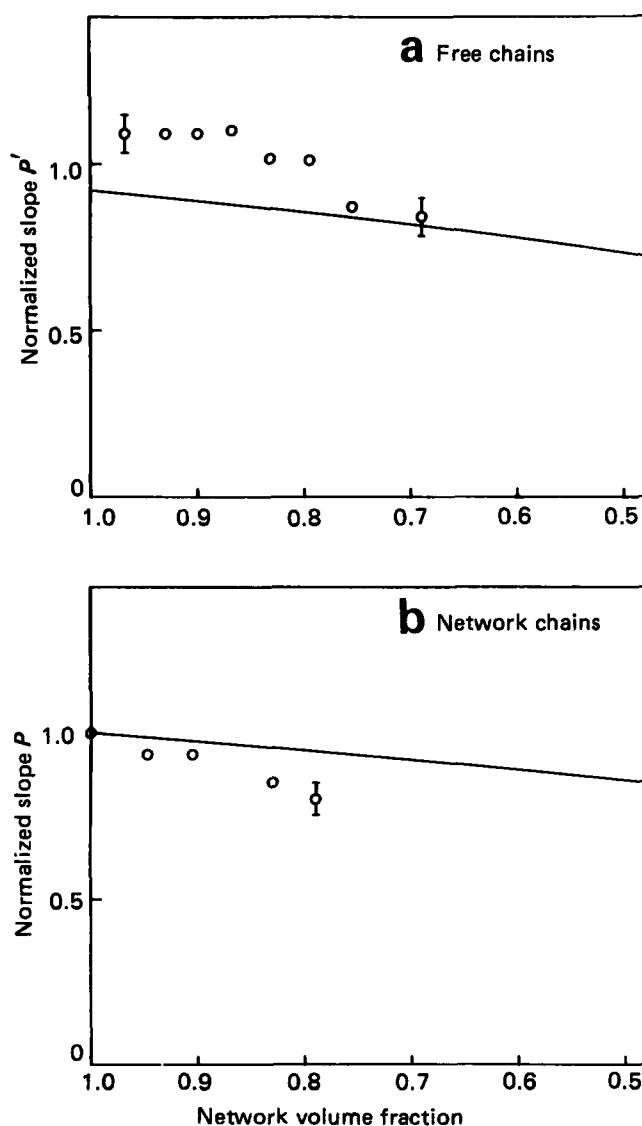 a Free chains
Normalized slope P'
1.0
0.5
0
1.0 0.9 0.8 0.7 0.6 0.5
b Network chains
Normalized slope P
1.0
0.5
0
1.0 0.9 0.8 0.7 0.6 0.5
Network volume fraction